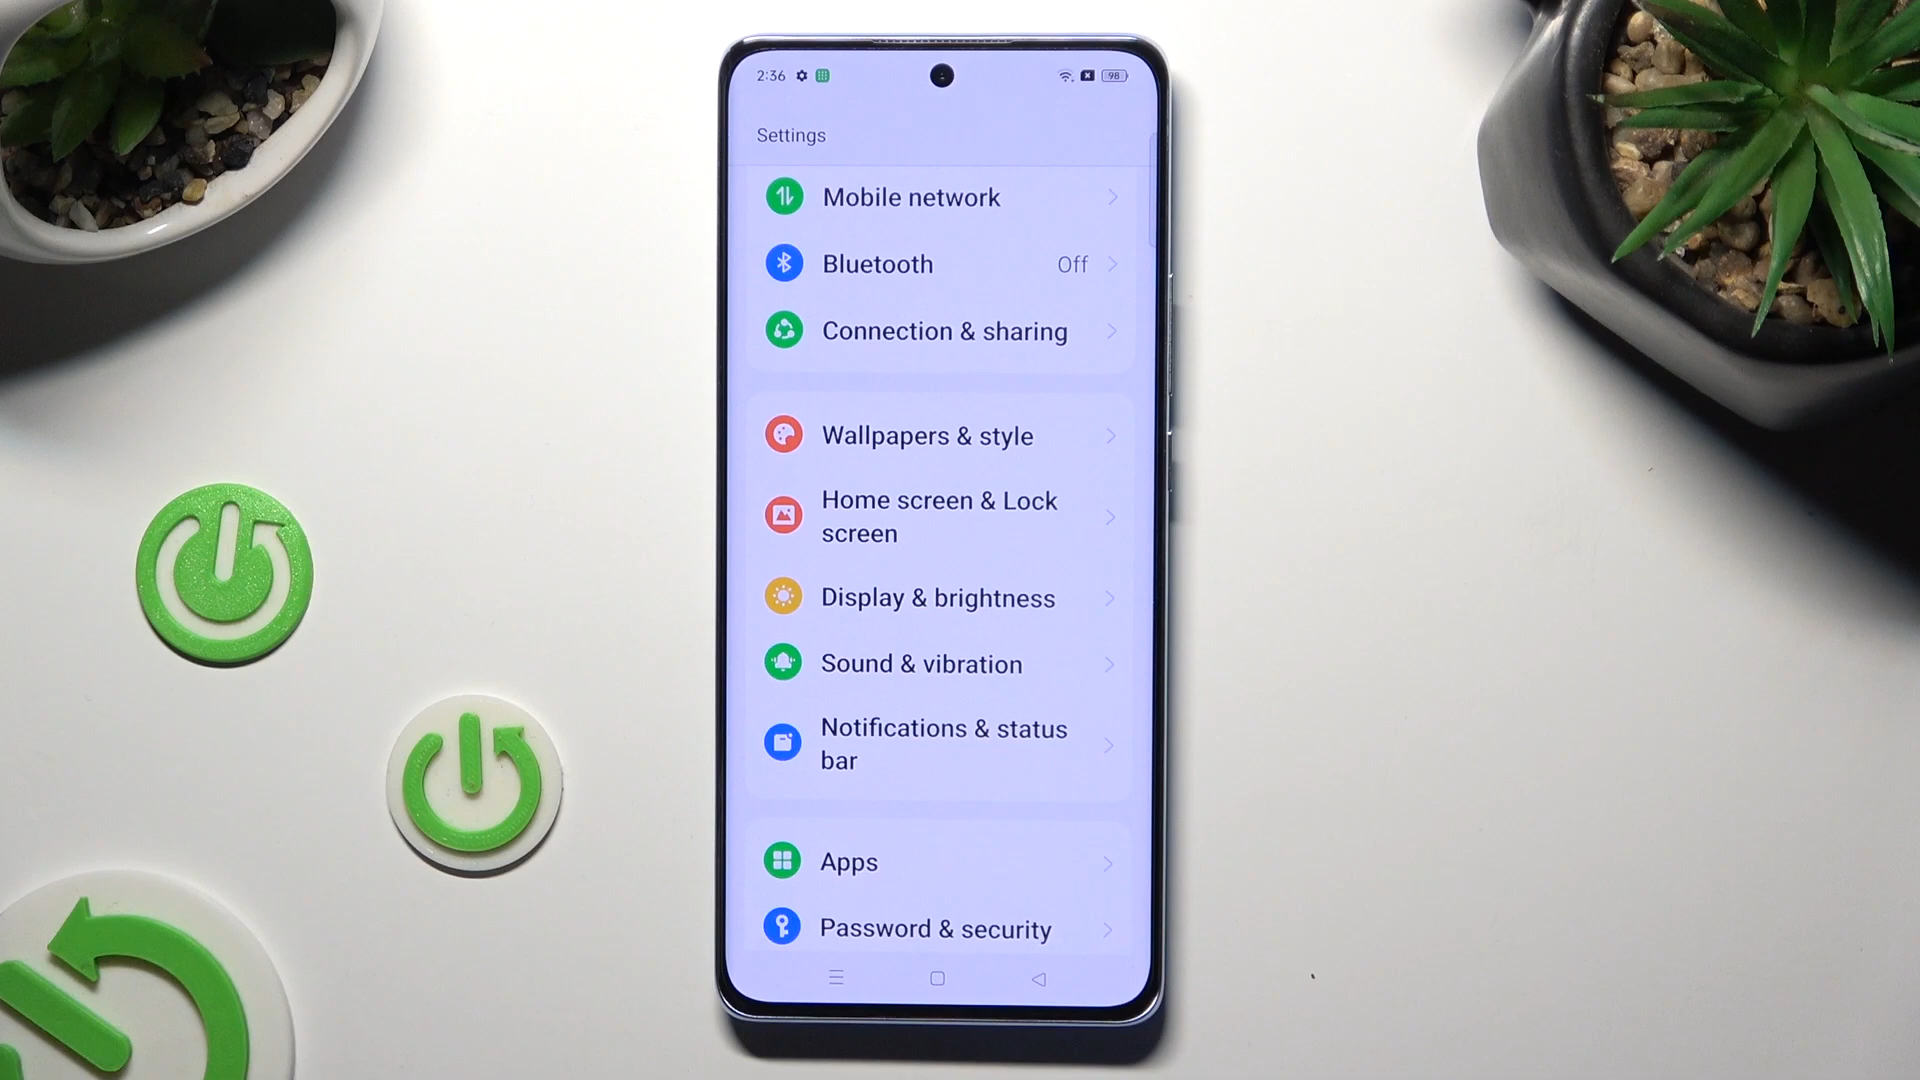 2:36
98
Settings
Mobile network
Bluetooth Off
Connection & sharing
Wallpapers & style
Home screen & Lock
screen
Display & brightness
Sound & vibration
Notifications & status
bar
Apps
Password & security